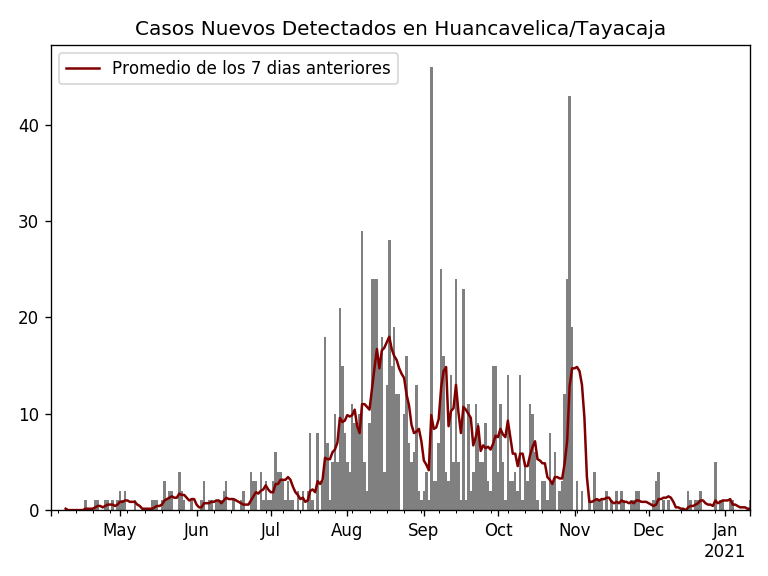 Casos Nuevos Detectados en Huancavelica/Tayacaja
Promedio de los 7 dias anteriores
40
30
20
10
0
May Jun Jul Aug Sep Oct Nov Dec Jan
2021